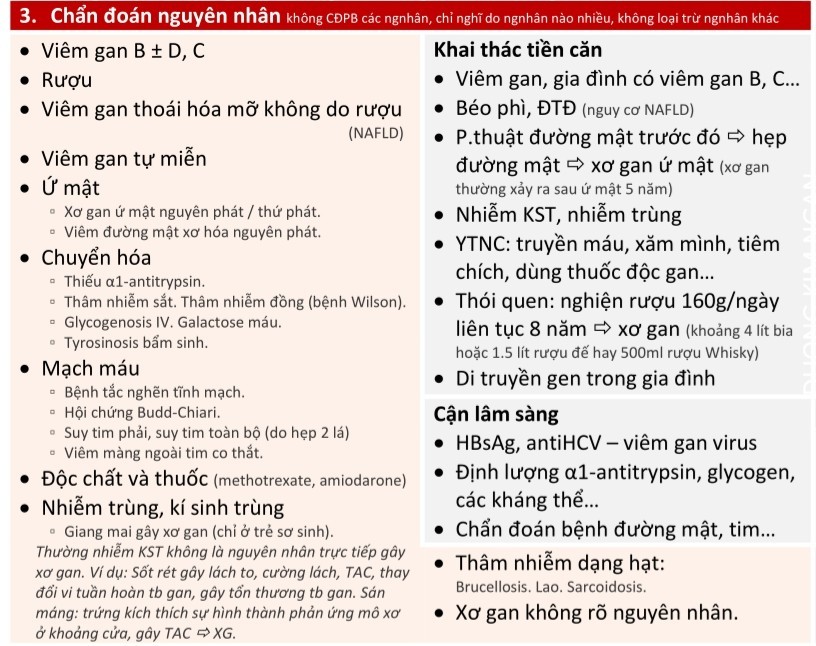 3. Chẩn đoán nguyên nhân không CĐPB các ngnhân, chỉ nghĩ do ngnhân nào nhiều, không loại trừ ngnhân khác
• Viêm gan B ± D, C
• Rượu
• Viêm gan thoái hóa mỡ không do rượu
(NAFLD)
• Viêm gan tự miễn
• Ứ mật
▫ Xơ gan ứ mật nguyên phát / thứ phát.
▫ Viêm đường mật xơ hóa nguyên phát.
• Chuyển hóa
▫ Thiếu α1-antitrypsin.
▫ Thâm nhiễm sắt. Thâm nhiễm đồng (bệnh Wilson).
▫ Glycogenosis IV. Galactose máu.
▫ Tyrosinosis bẩm sinh.
• Mạch máu
▫ Bệnh tắc nghẽn tĩnh mạch.
▫ Hội chứng Budd-Chiari.
▫ Suy tim phải, suy tim toàn bộ (do hẹp 2 lá)
▫ Viêm màng ngoài tim co thắt.
• Độc chất và thuốc (methotrexate, amiodarone)
• Nhiễm trùng, kí sinh trùng
▫ Giang mai gây xơ gan (chỉ ở trẻ sơ sinh).
Thường nhiễm KST không là nguyên nhân trực tiếp gây
xơ gan. Ví dụ: Sốt rét gây lách to, cường lách, TAC, thay
đổi vi tuần hoàn tb gan, gây tổn thương tb gan. Sán
máng: trứng kích thích sự hình thành phản ứng mô xơ
ở khoảng cửa, gây TAC ⇨ XG.
Khai thác tiền căn
• Viêm gan, gia đình có viêm gan B, C...
• Béo phì, ĐTĐ (nguy cơ NAFLD)
• P.thuật đường mật trước đó ⇨ hẹp
đường mật ⇨ xơ gan ứ mật (xơ gan
thường xảy ra sau ứ mật 5 năm)
• Nhiễm KST, nhiễm trùng
• YTNC: truyền máu, xăm mình, tiêm
chích, dùng thuốc độc gan...
• Thói quen: nghiện rượu 160g/ngày
liên tục 8 năm ⇨ xơ gan (khoảng 4 lít bia
hoặc 1.5 lít rượu đế hay 500ml rượu Whisky)
• Di truyền gen trong gia đình
Cận lâm sàng
• HBsAg, antiHCV – viêm gan virus
• Định lượng α1-antitrypsin, glycogen,
các kháng thể...
• Chẩn đoán bệnh đường mật, tim...
• Thâm nhiễm dạng hạt:
Brucellosis. Lao. Sarcoidosis.
• Xơ gan không rõ nguyên nhân.